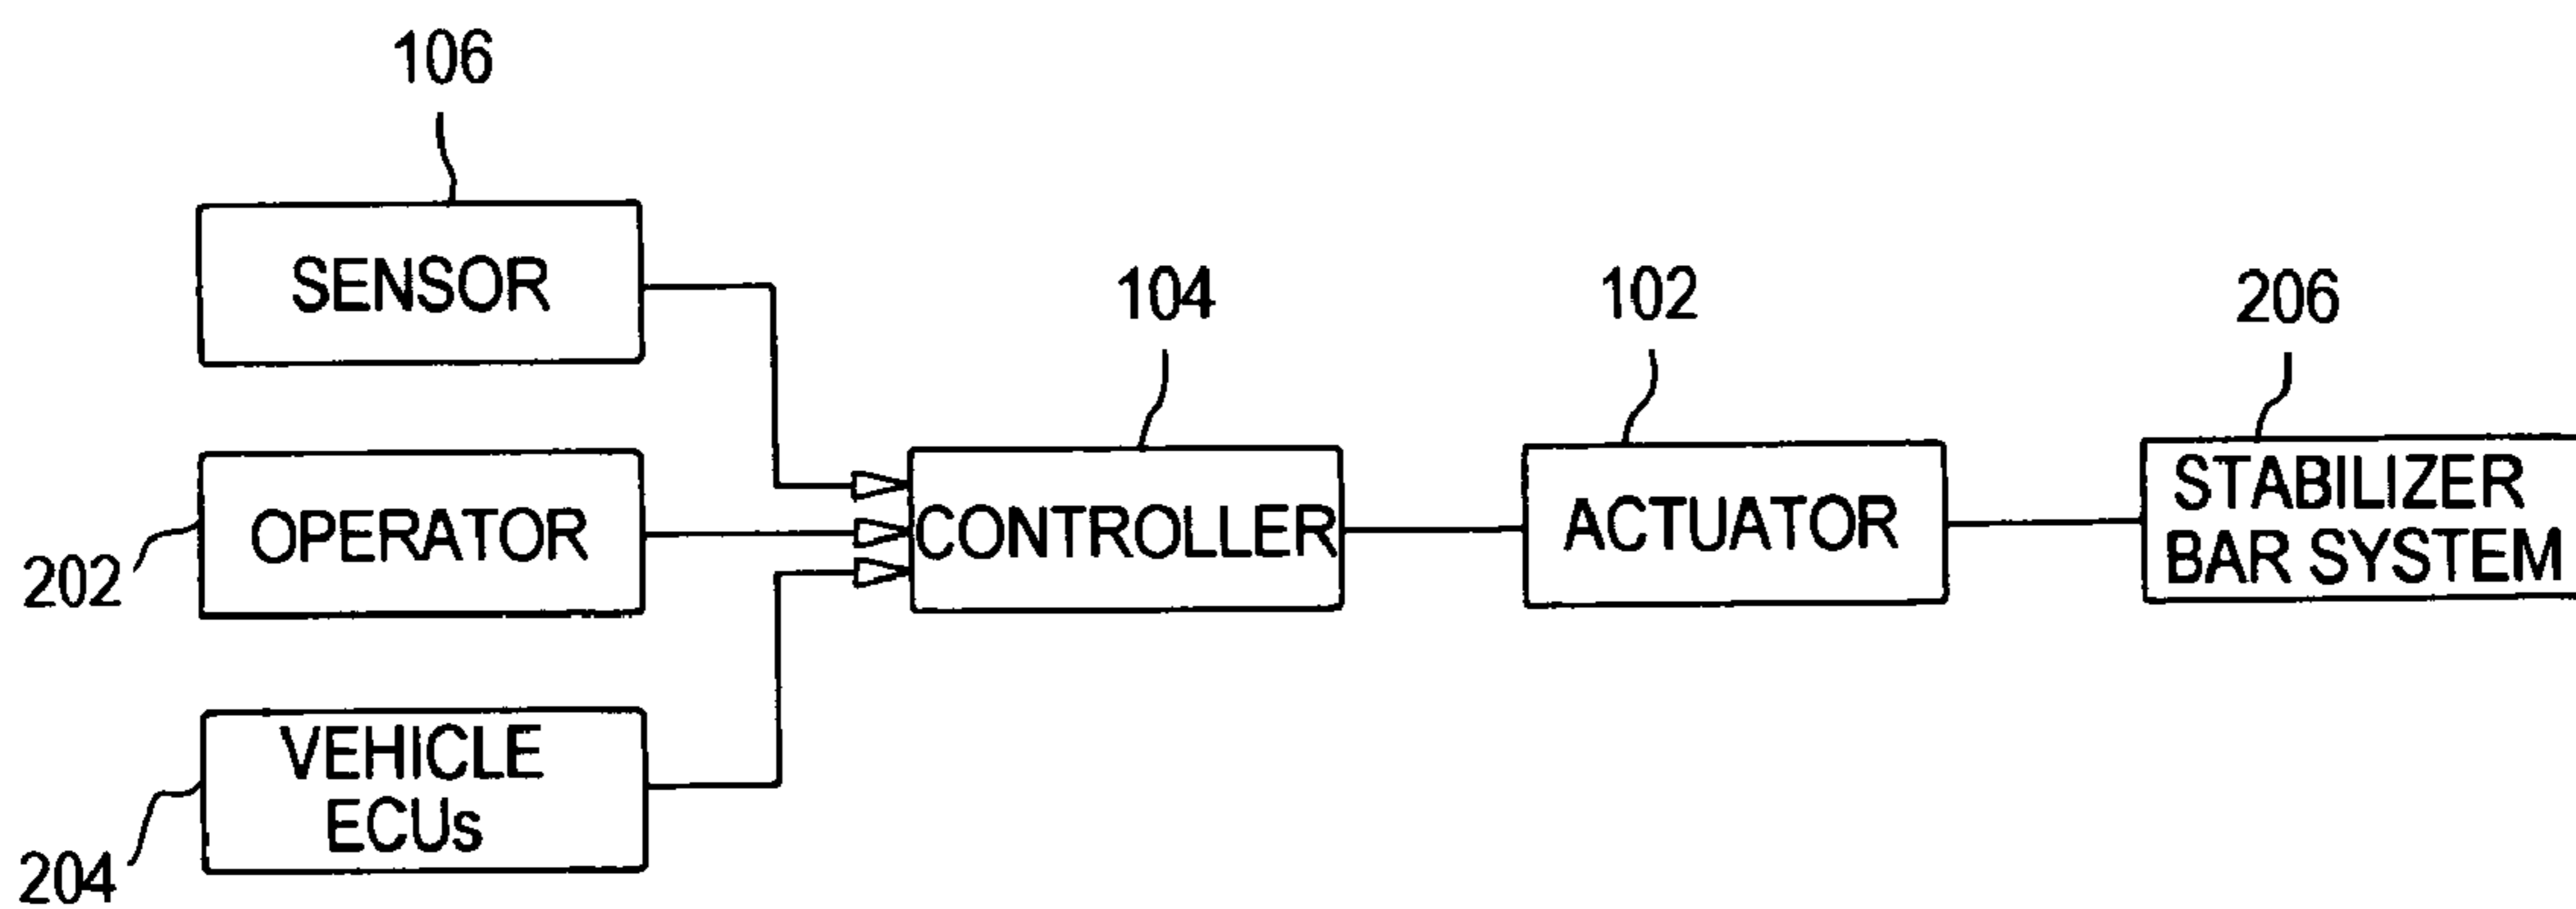 106
SENSOR
104
102
206
OPERATOR
202
CONTROLLER
ACTUATOR
STABILIZER
BAR SYSTEM
VEHICLE
ECUs
204